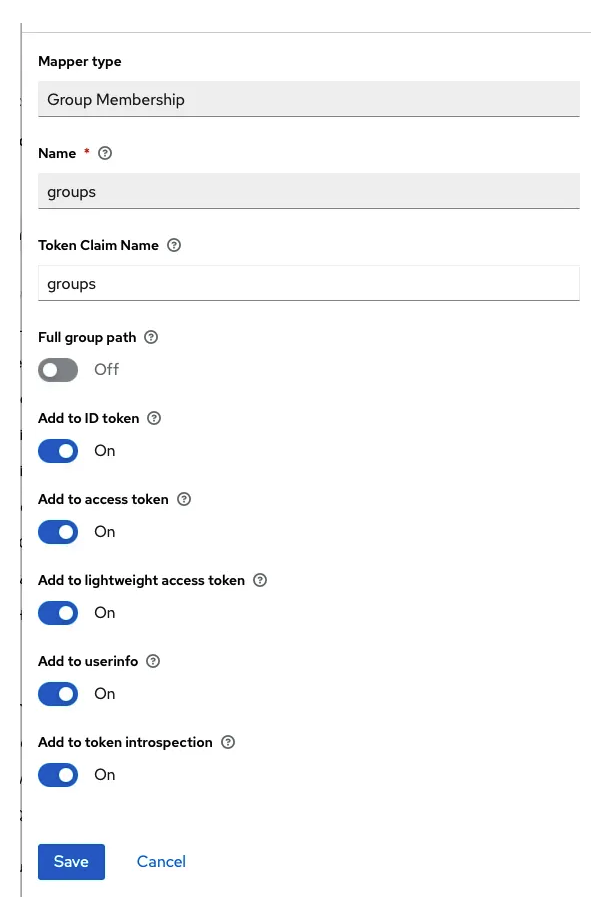 Mapper type
Group Membership
Name *
groups
Token Claim Name
groups
Full group path
Off
Add to ID token
On
Add to access token
On
Add to lightweight access token
On
Add to userinfo
On
Add to token introspection
On
Save Cancel